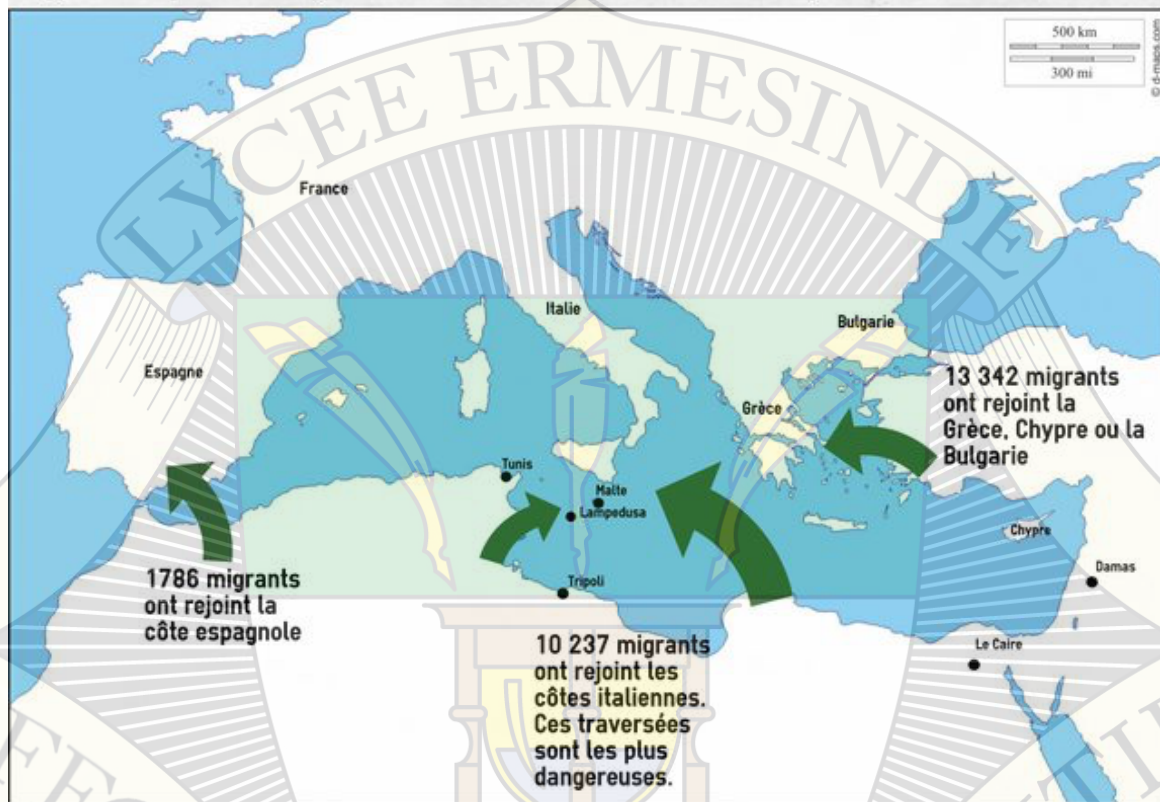 500 km
300 mi
© d-maps.com
LYCEE ERMESINDE
France
Italie
Bulgarie
Espagne
13 342 migrants
ont rejoint la
Grèce, Chypre ou la
Bulgarie
Grèce
Tunis
Malte
Lampedusa
Chypre
1786 migrants
ont rejoint la
côte espagnole
Tripoli
Damas
10 237 migrants
ont rejoint les
côtes italiennes.
Ces traversées
sont les plus
dangereuses.
Le Caire